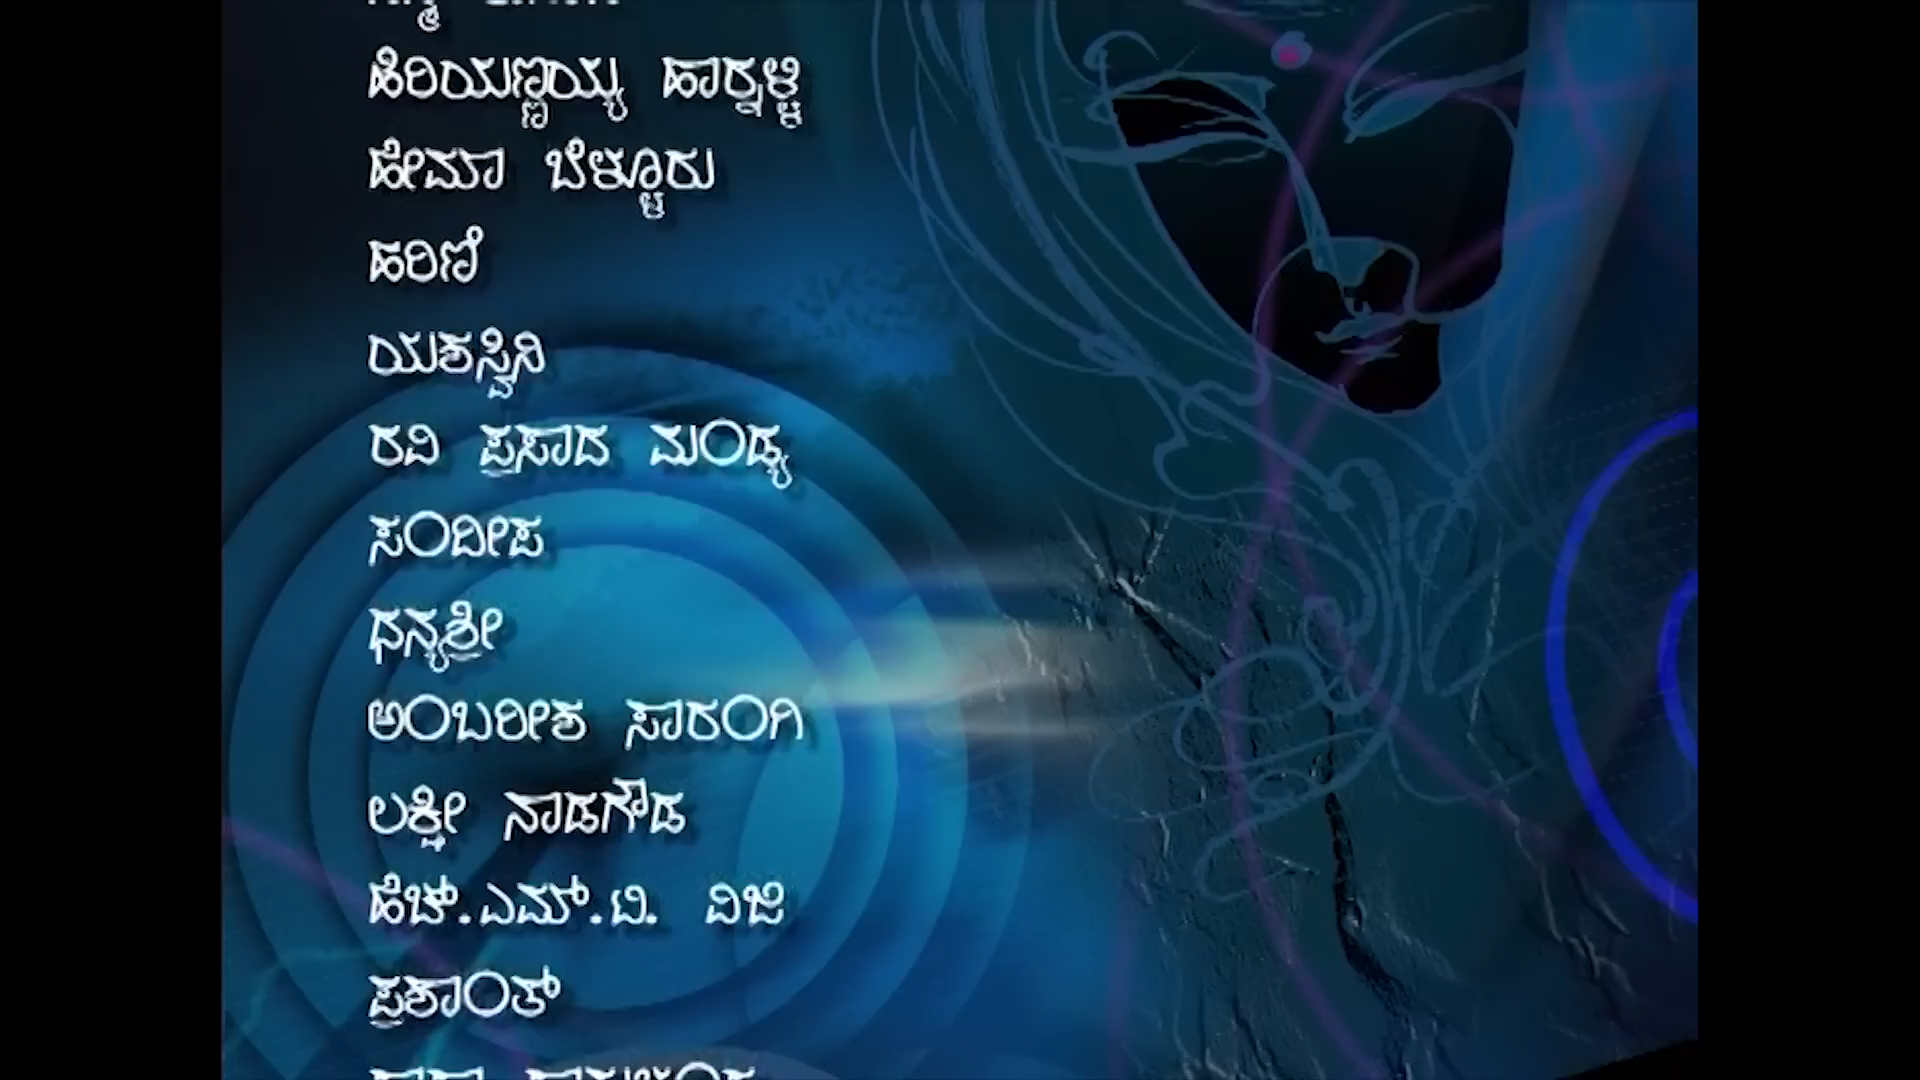 ಹಿರಿಯಣ್ಣಯ್ಯ ಹಾರ್‍ನಳ್ಳಿ
ಹೇಮಾ ಬೆಳ್ಳೂರು
ಹರಿಣಿ
ಯಶಸ್ವಿನಿ
ರವಿ ಪ್ರಸಾದ ಮಂಡ್ಯ
ಸಂದೀಪ
ಧನ್ಯಶ್ರೀ
ಅಂಬರೀಶ ಸಾರಂಗಿ
ಲಕ್ಷ್ಮೀ ನಾಡಗೌಡ
ಹೆಚ್.ಎಮ್.ಟಿ. ವಿಜಿ
ಪ್ರಶಾಂತ್